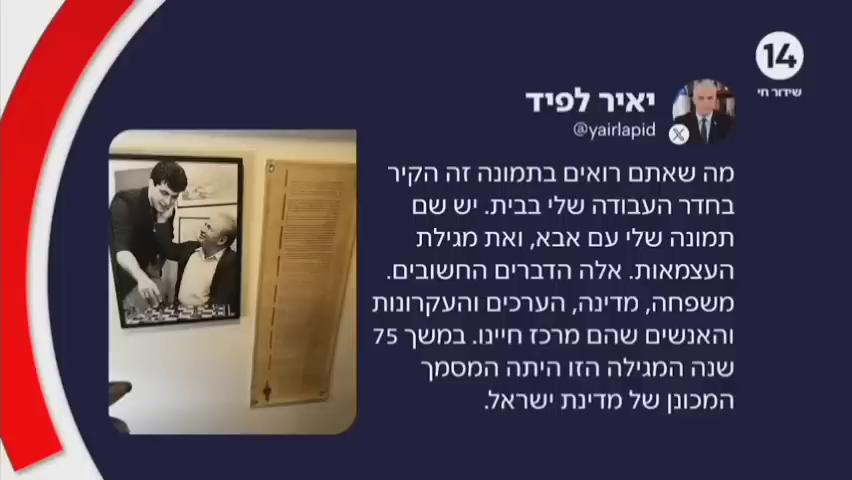 14
שידור חי
יאיר לפיד
@yairlapid
מה שאתם רואים בתמונה זה הקיר
בחדר העבודה שלי בבית. יש שם
תמונה שלי עם אבא, ואת מגילת
העצמאות. אלה הדברים החשובים.
משפחה, מדינה, הערכים והעקרונות
והאנשים שהם מרכז חיינו. במשך 75
שנה המגילה הזו היתה המסמך
המכונן של מדינת ישראל.